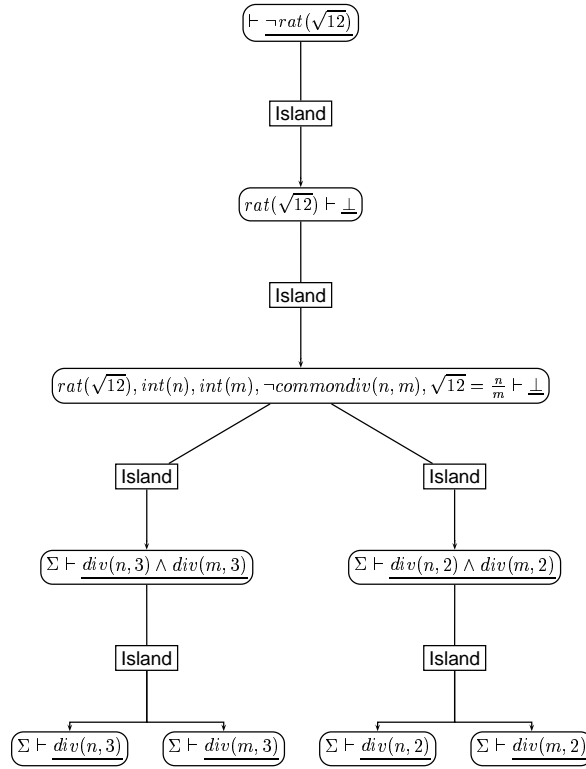 ⊢ ¬rat(√12)
Island
rat(√12) ⊢ ⊥
Island
rat(√12), int(n), int(m), ¬commondiv(n, m), √12 = n/m ⊢ ⊥
Island Island
Σ ⊢ div(n, 3) ∧ div(m, 3) Σ ⊢ div(n, 2) ∧ div(m, 2)
Island Island
Σ ⊢ div(n, 3) Σ ⊢ div(m, 3) Σ ⊢ div(n, 2) Σ ⊢ div(m, 2)